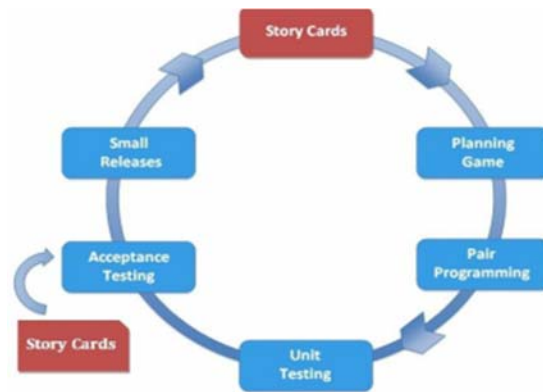 Story Cards
Small
Releases
Planning
Game
Acceptance
Testing
Pair
Programming
Story Cards
Unit
Testing